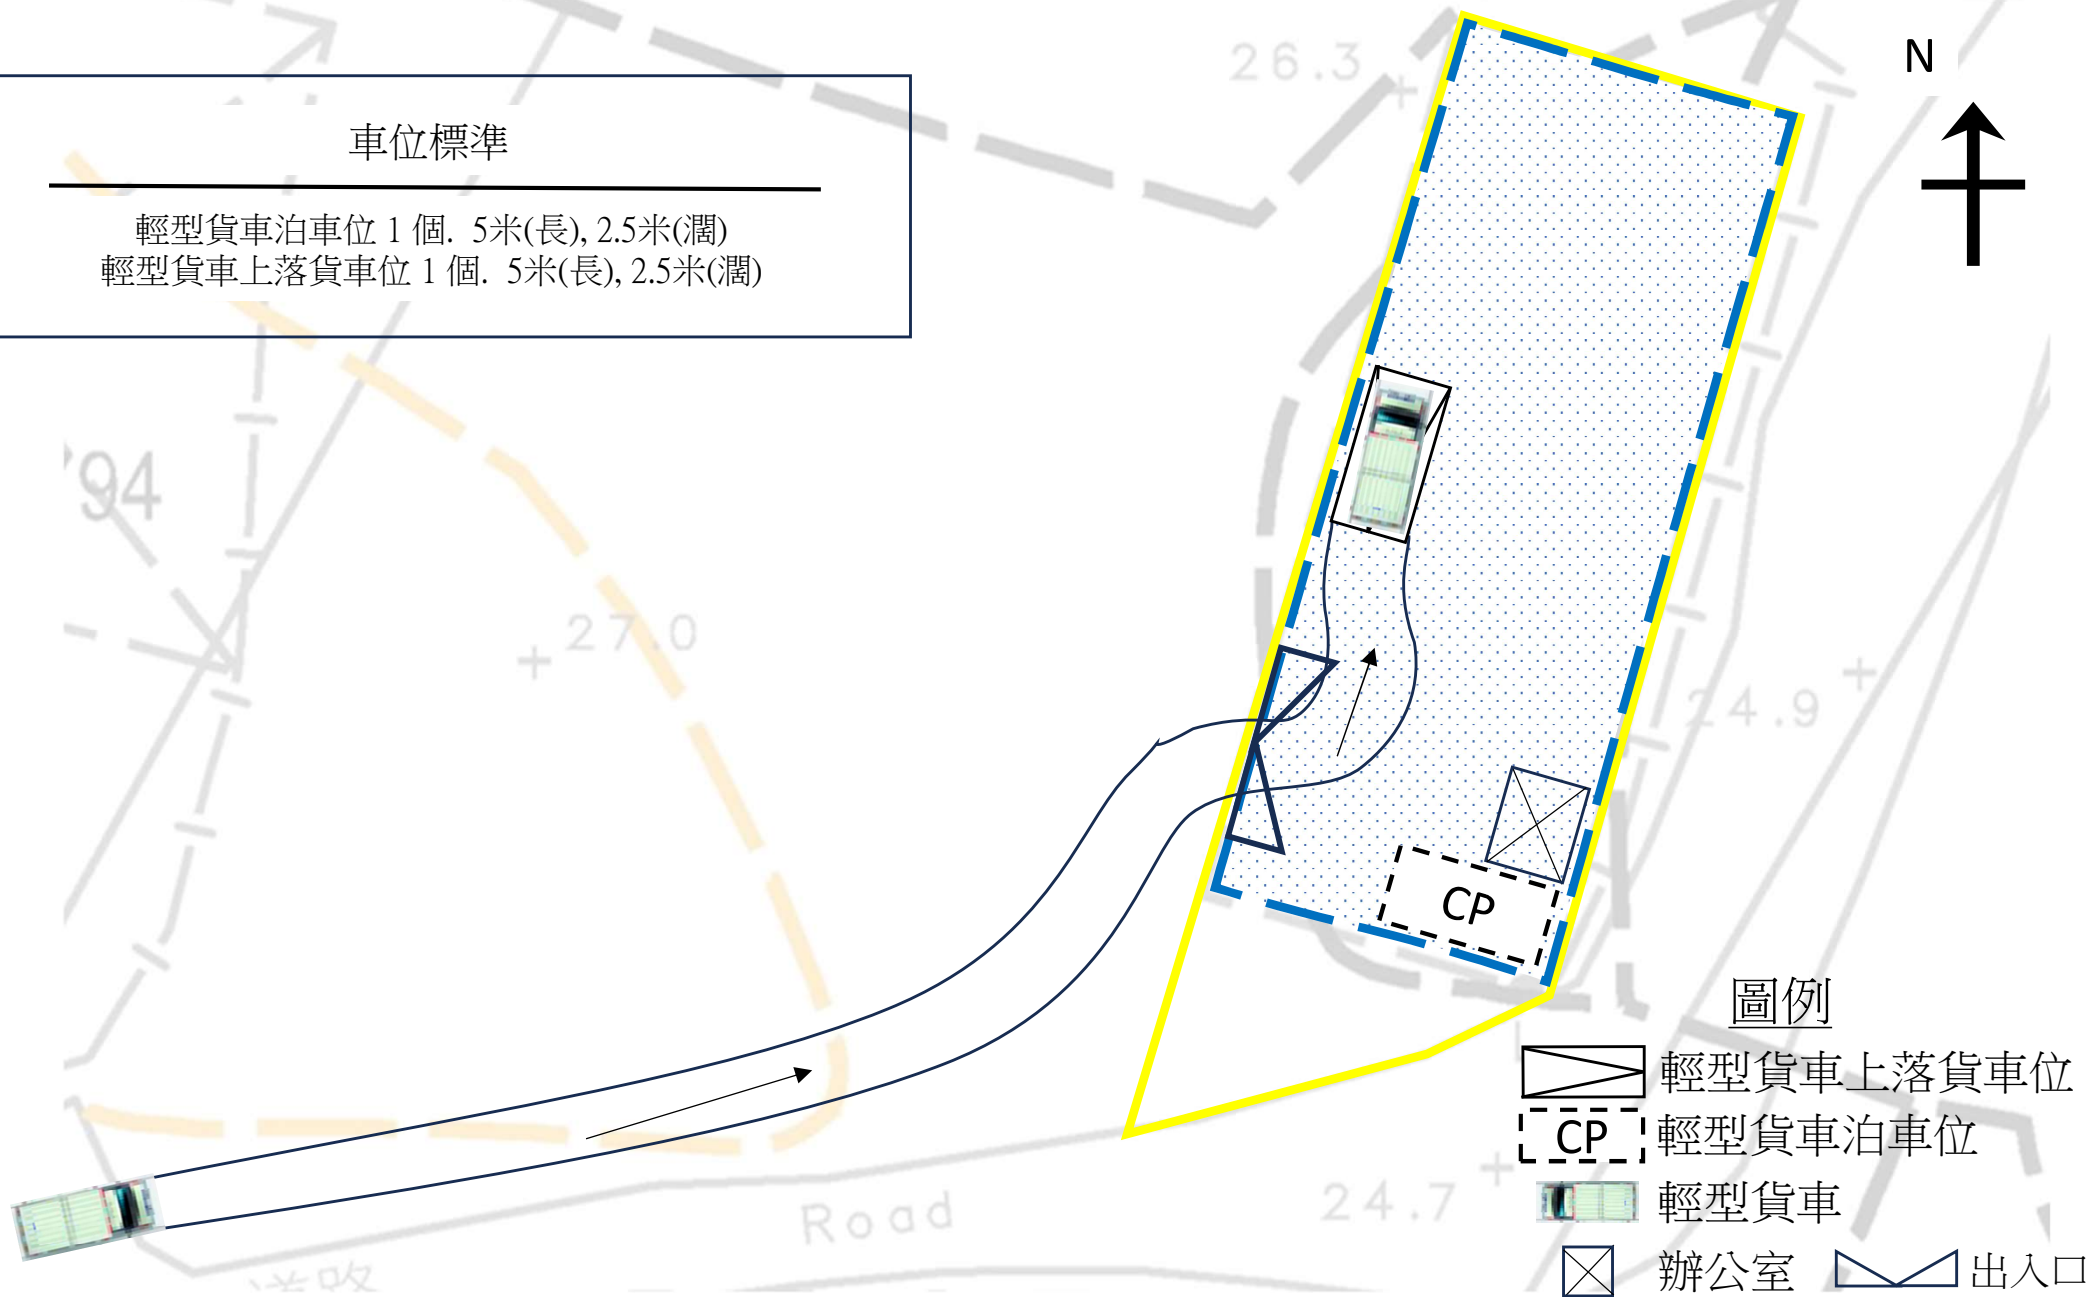 26.3
N
車位標準
輕型貨車泊車位 1 個. 5米(長), 2.5米(濶)
輕型貨車上落貨車位 1 個. 5米(長), 2.5米(濶)
94
27.0
24.9
CP
圖例
輕型貨車上落貨車位
CP 輕型貨車泊車位
輕型貨車
辦公室 出入口
24.7
Road
道路